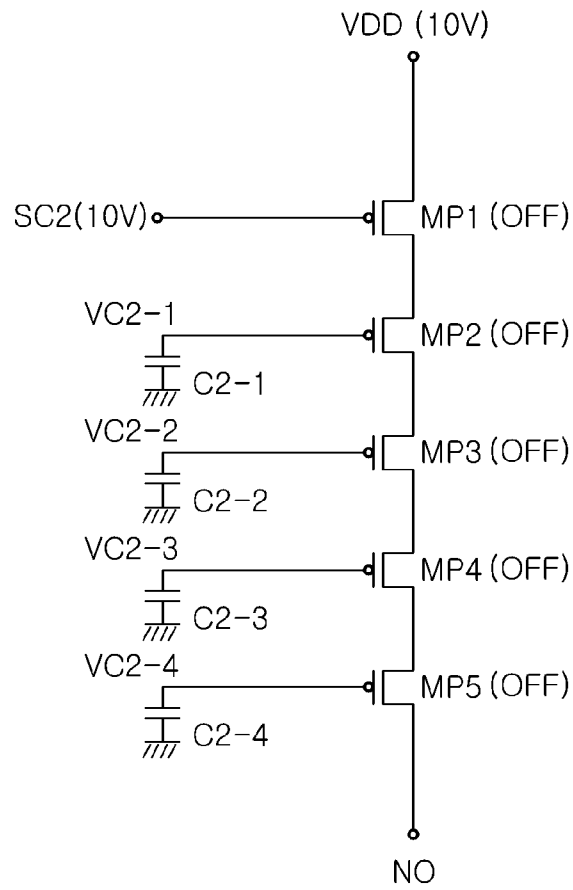 VDD (10V)
SC2(10V)
MP1 (OFF)
VC2-1
MP2 (OFF)
C2-1
VC2-2
MP3 (OFF)
C2-2
VC2-3
MP4 (OFF)
C2-3
VC2-4
MP5 (OFF)
C2-4
NO